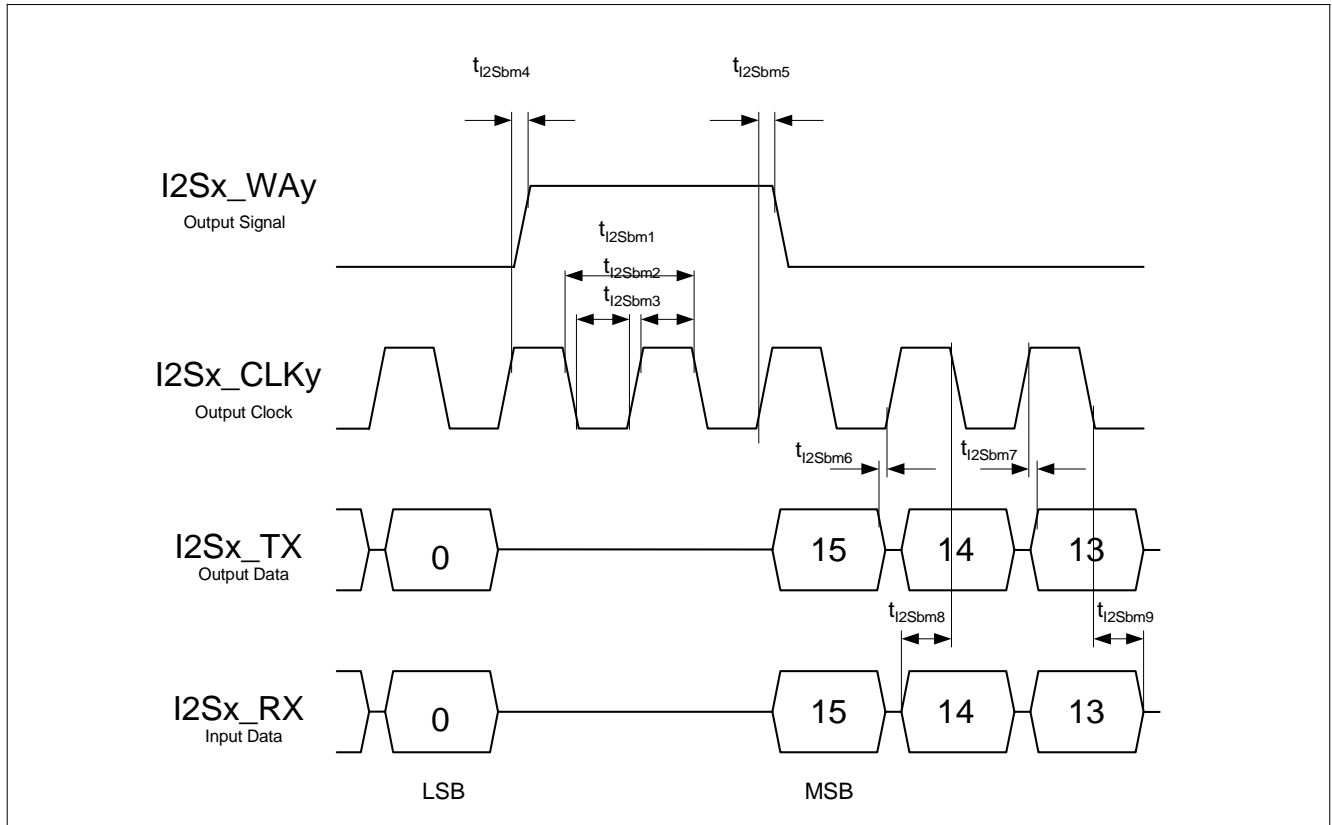 tI2Sbm4 tI2Sbm5
I2Sx_WAy
Output Signal
tI2Sbm1
tI2Sbm2
tI2Sbm3
I2Sx_CLKy
Output Clock
tI2Sbm6 tI2Sbm7
I2Sx_TX
Output Data
0 15 14 13
tI2Sbm8 tI2Sbm9
I2Sx_RX
Input Data
0 15 14 13
LSB MSB